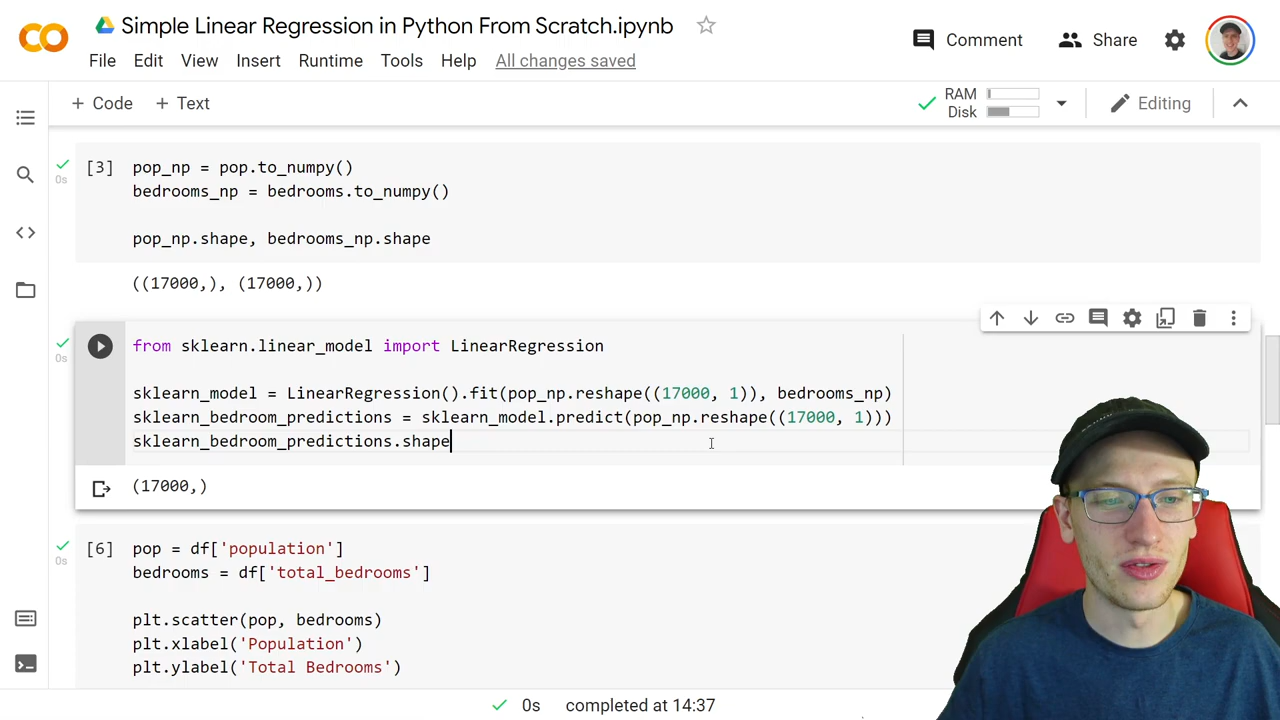 Simple Linear Regression in Python From Scratch.ipynb
Comment
Share
File Edit View Insert Runtime Tools Help All changes saved
+ Code + Text
RAM
Disk
Editing
[3]
0s
pop_np = pop.to_numpy()
bedrooms_np = bedrooms.to_numpy()
pop_np.shape, bedrooms_np.shape
((17000,), (17000,))
0s
from sklearn.linear_model import LinearRegression
sklearn_model = LinearRegression().fit(pop_np.reshape((17000, 1)), bedrooms_np)
sklearn_bedroom_predictions = sklearn_model.predict(pop_np.reshape((17000, 1)))
sklearn_bedroom_predictions.shape
(17000,)
[6]
0s
pop = df['population']
bedrooms = df['total_bedrooms']
plt.scatter(pop, bedrooms)
plt.xlabel('Population')
plt.ylabel('Total Bedrooms')
0s completed at 14:37